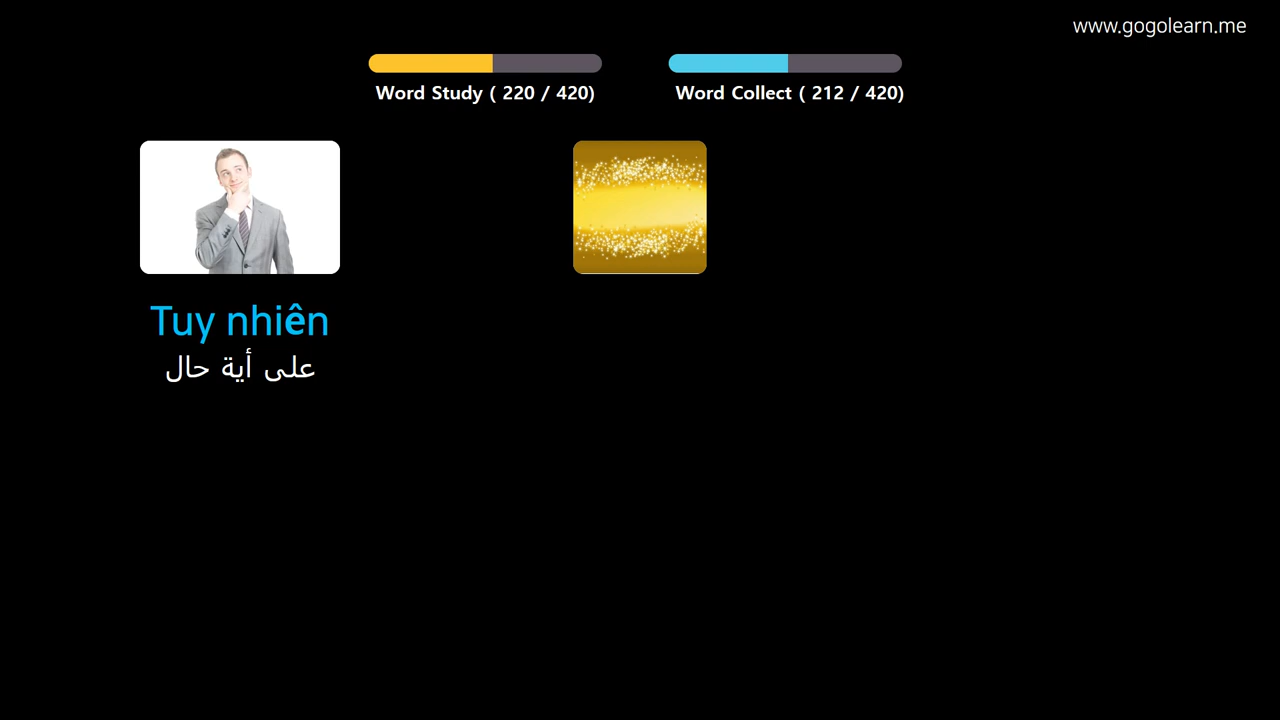 www.gogolearn.me
Word Study ( 220 / 420)
Word Collect ( 212 / 420)
Tuy nhiên
على أية حال